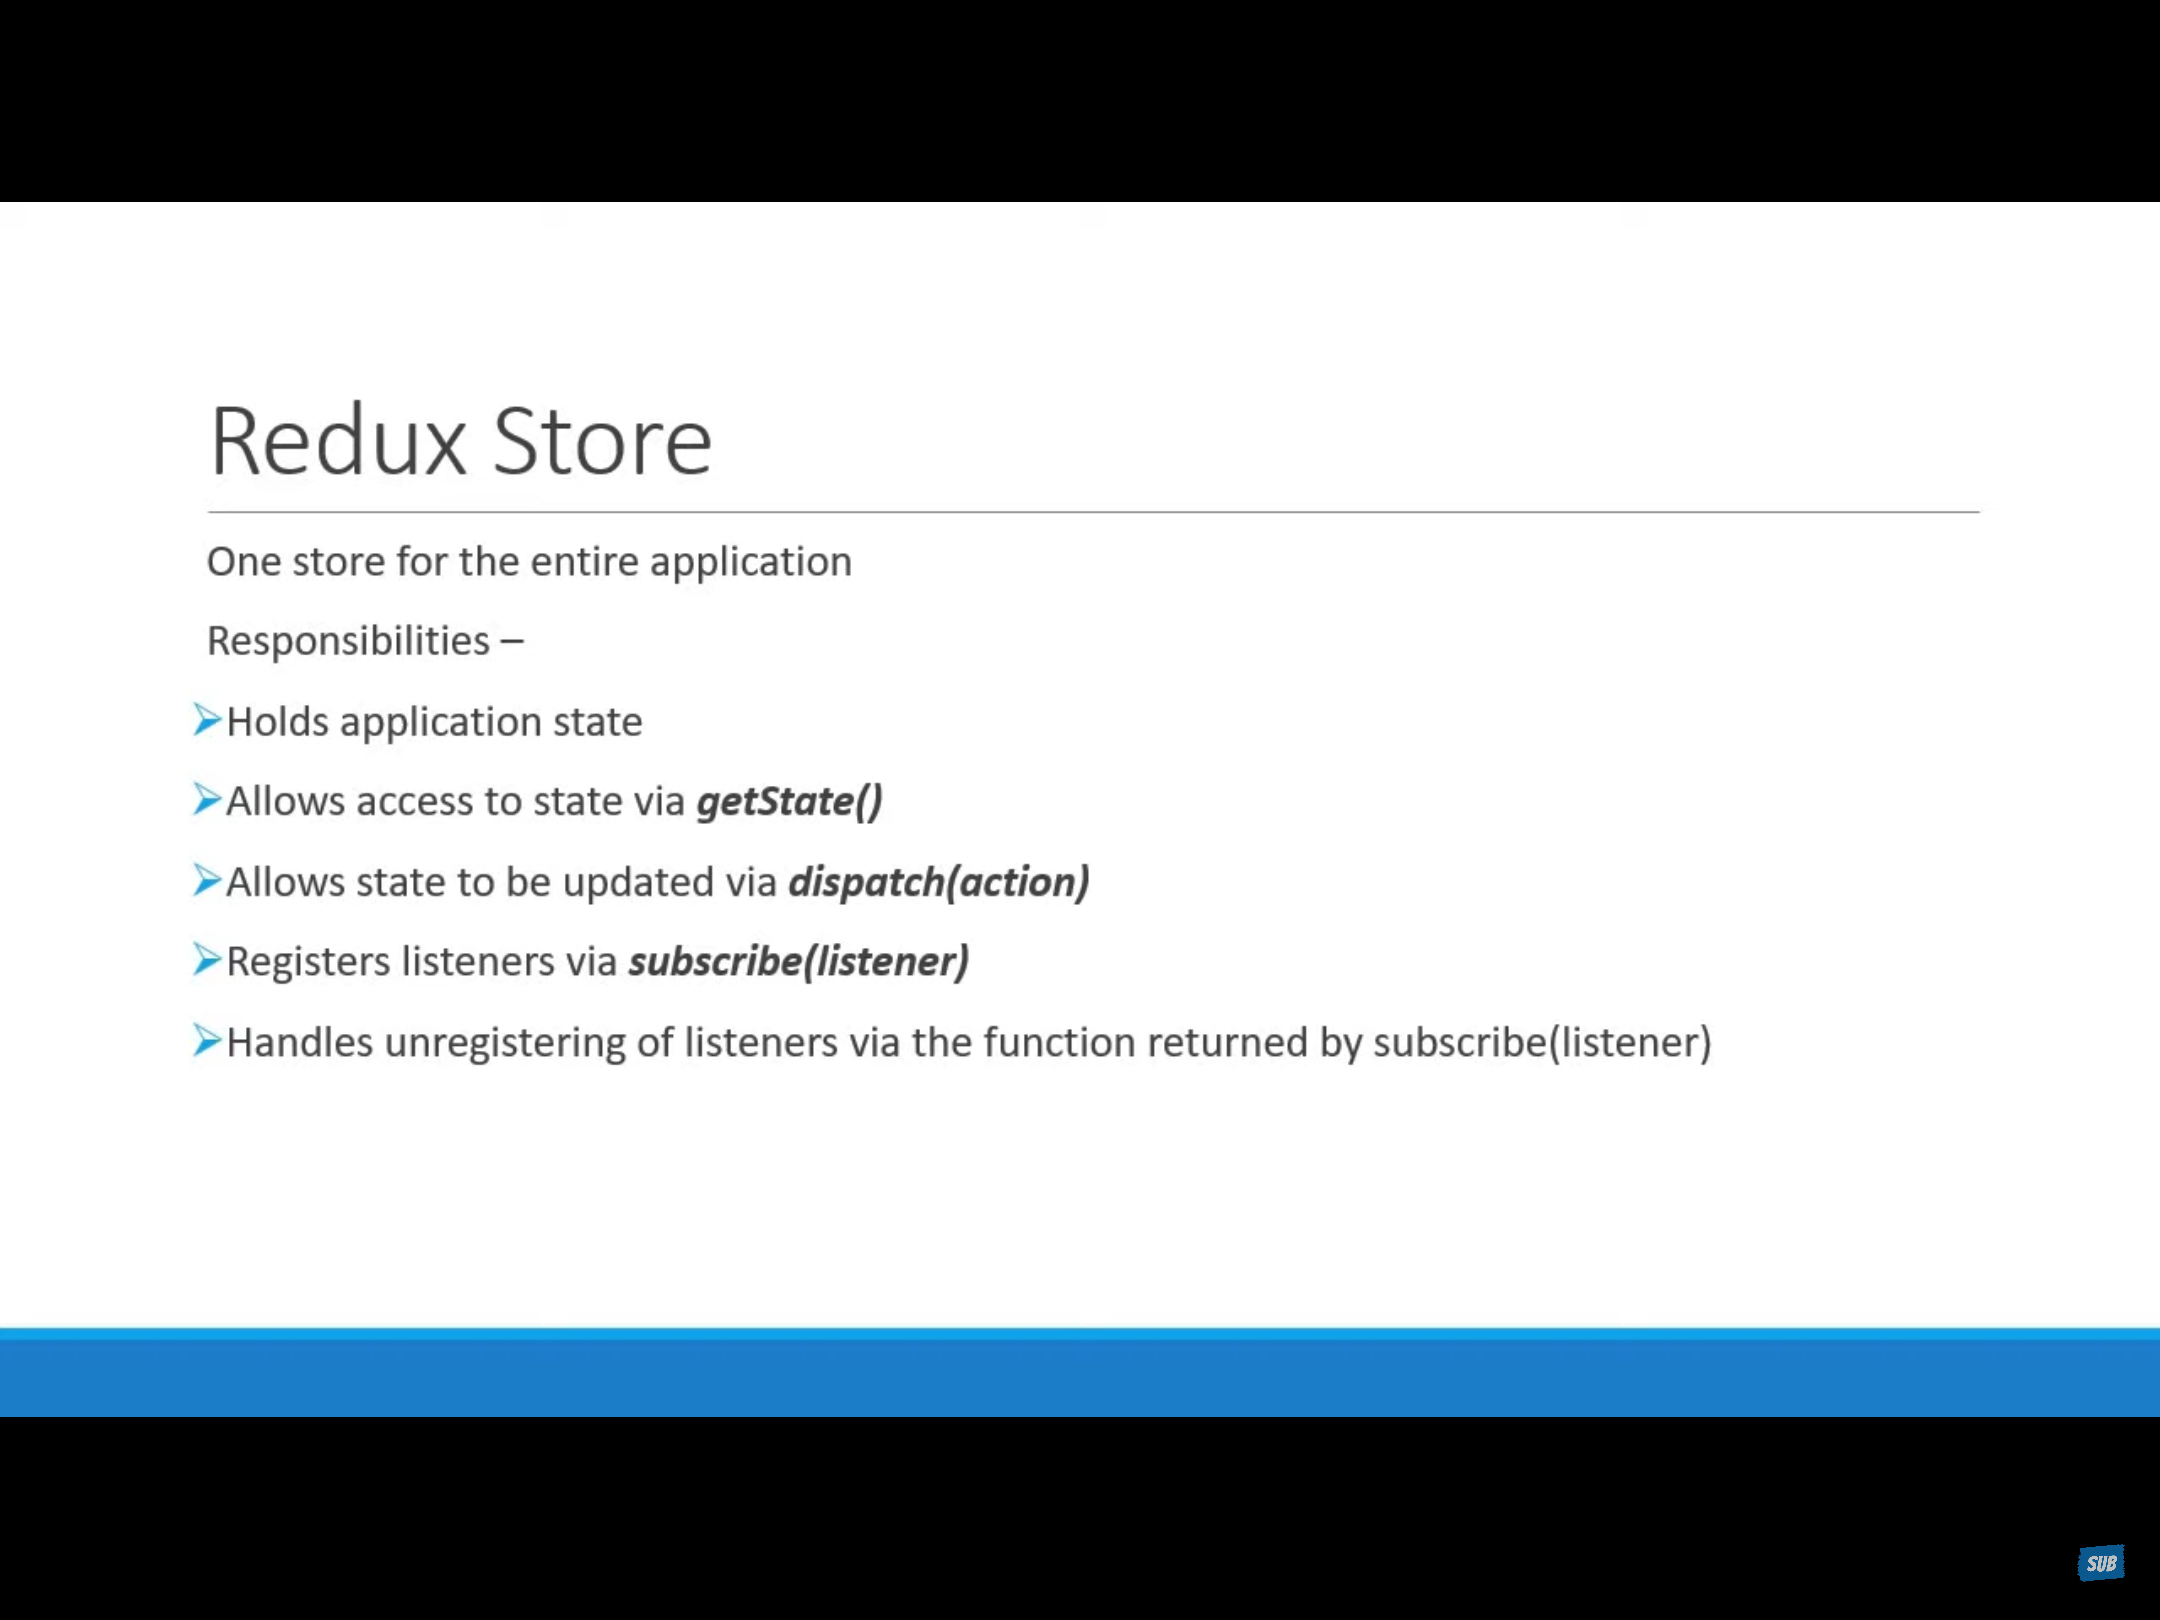 Redux Store
One store for the entire application
Responsibilities –
➢Holds application state
➢Allows access to state via getState()
➢Allows state to be updated via dispatch(action)
➢Registers listeners via subscribe(listener)
➢Handles unregistering of listeners via the function returned by subscribe(listener)
SUB